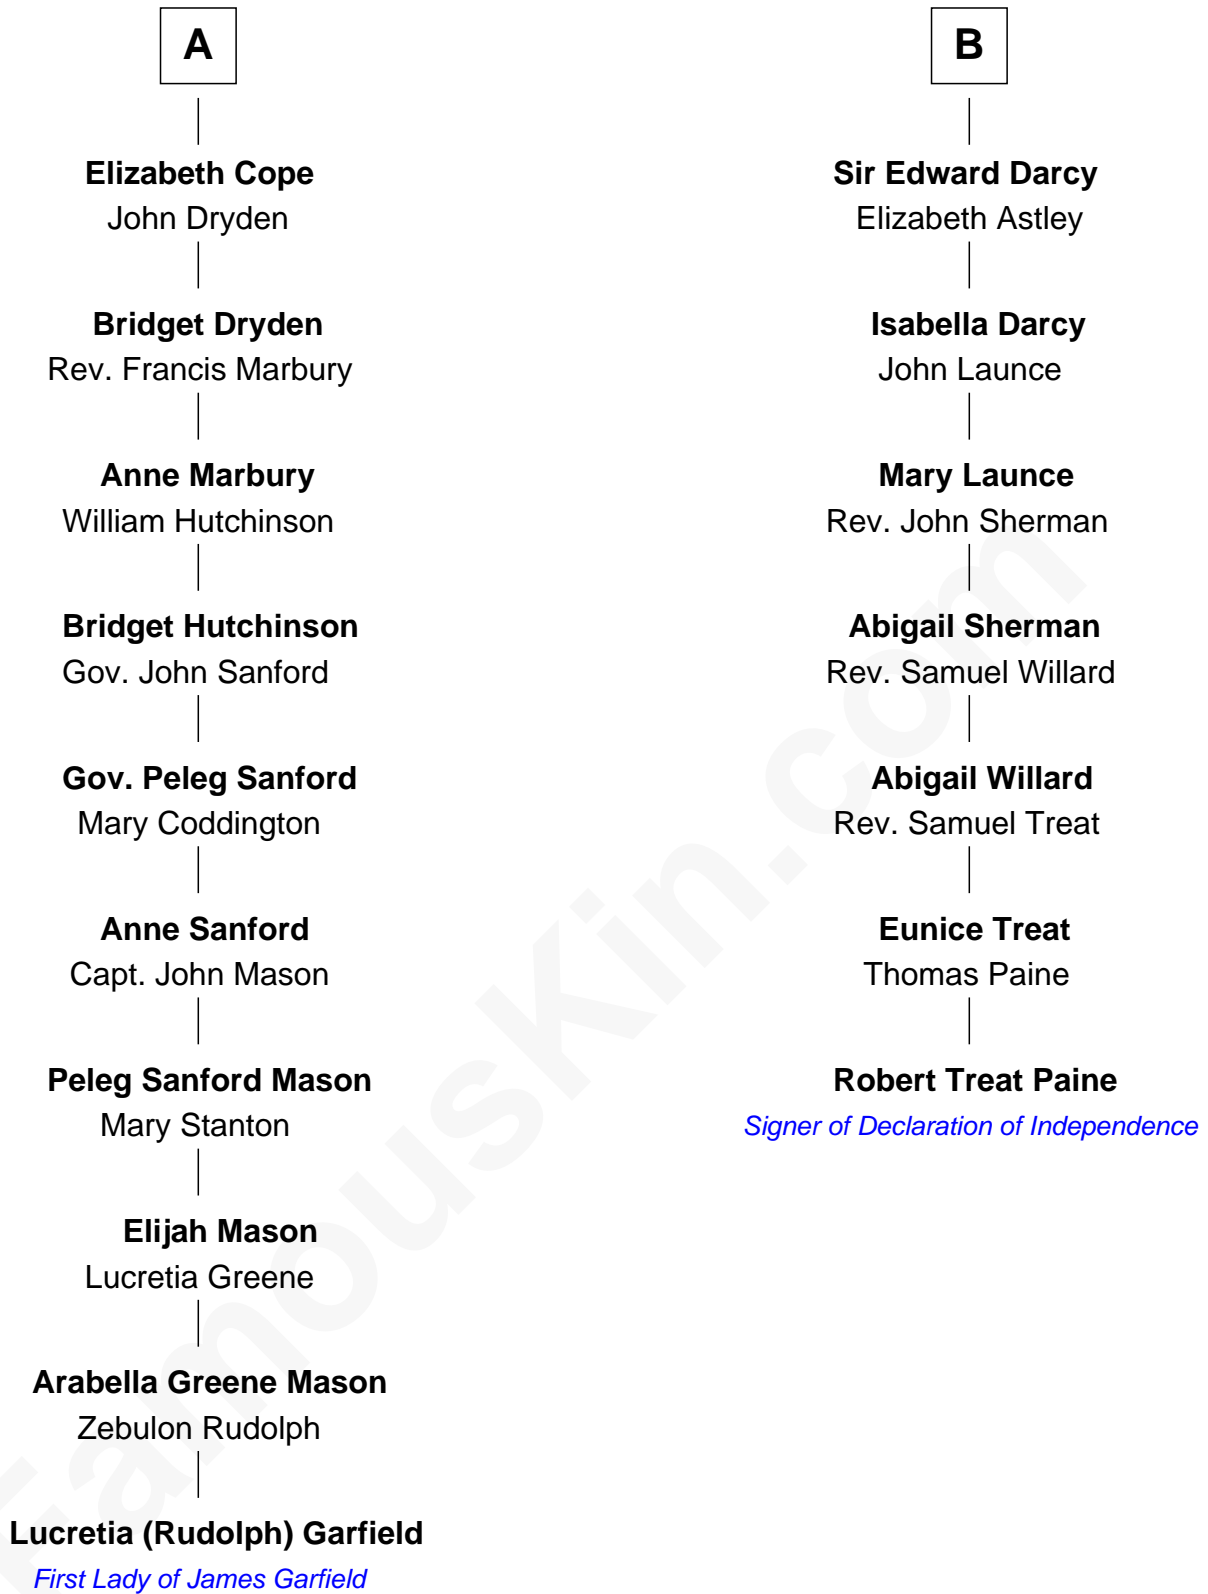 A
Elizabeth Cope
John Dryden
Bridget Dryden
Rev. Francis Marbury
Anne Marbury
William Hutchinson
Bridget Hutchinson
Gov. John Sanford
Gov. Peleg Sanford
Mary Coddington
Anne Sanford
Capt. John Mason
Peleg Sanford Mason
Mary Stanton
Elijah Mason
Lucretia Greene
Arabella Greene Mason
Zebulon Rudolph
Lucretia (Rudolph) Garfield
First Lady of James Garfield
B
Sir Edward Darcy
Elizabeth Astley
Isabella Darcy
John Launce
Mary Launce
Rev. John Sherman
Abigail Sherman
Rev. Samuel Willard
Abigail Willard
Rev. Samuel Treat
Eunice Treat
Thomas Paine
Robert Treat Paine
Signer of Declaration of Independence
FamousKin.com